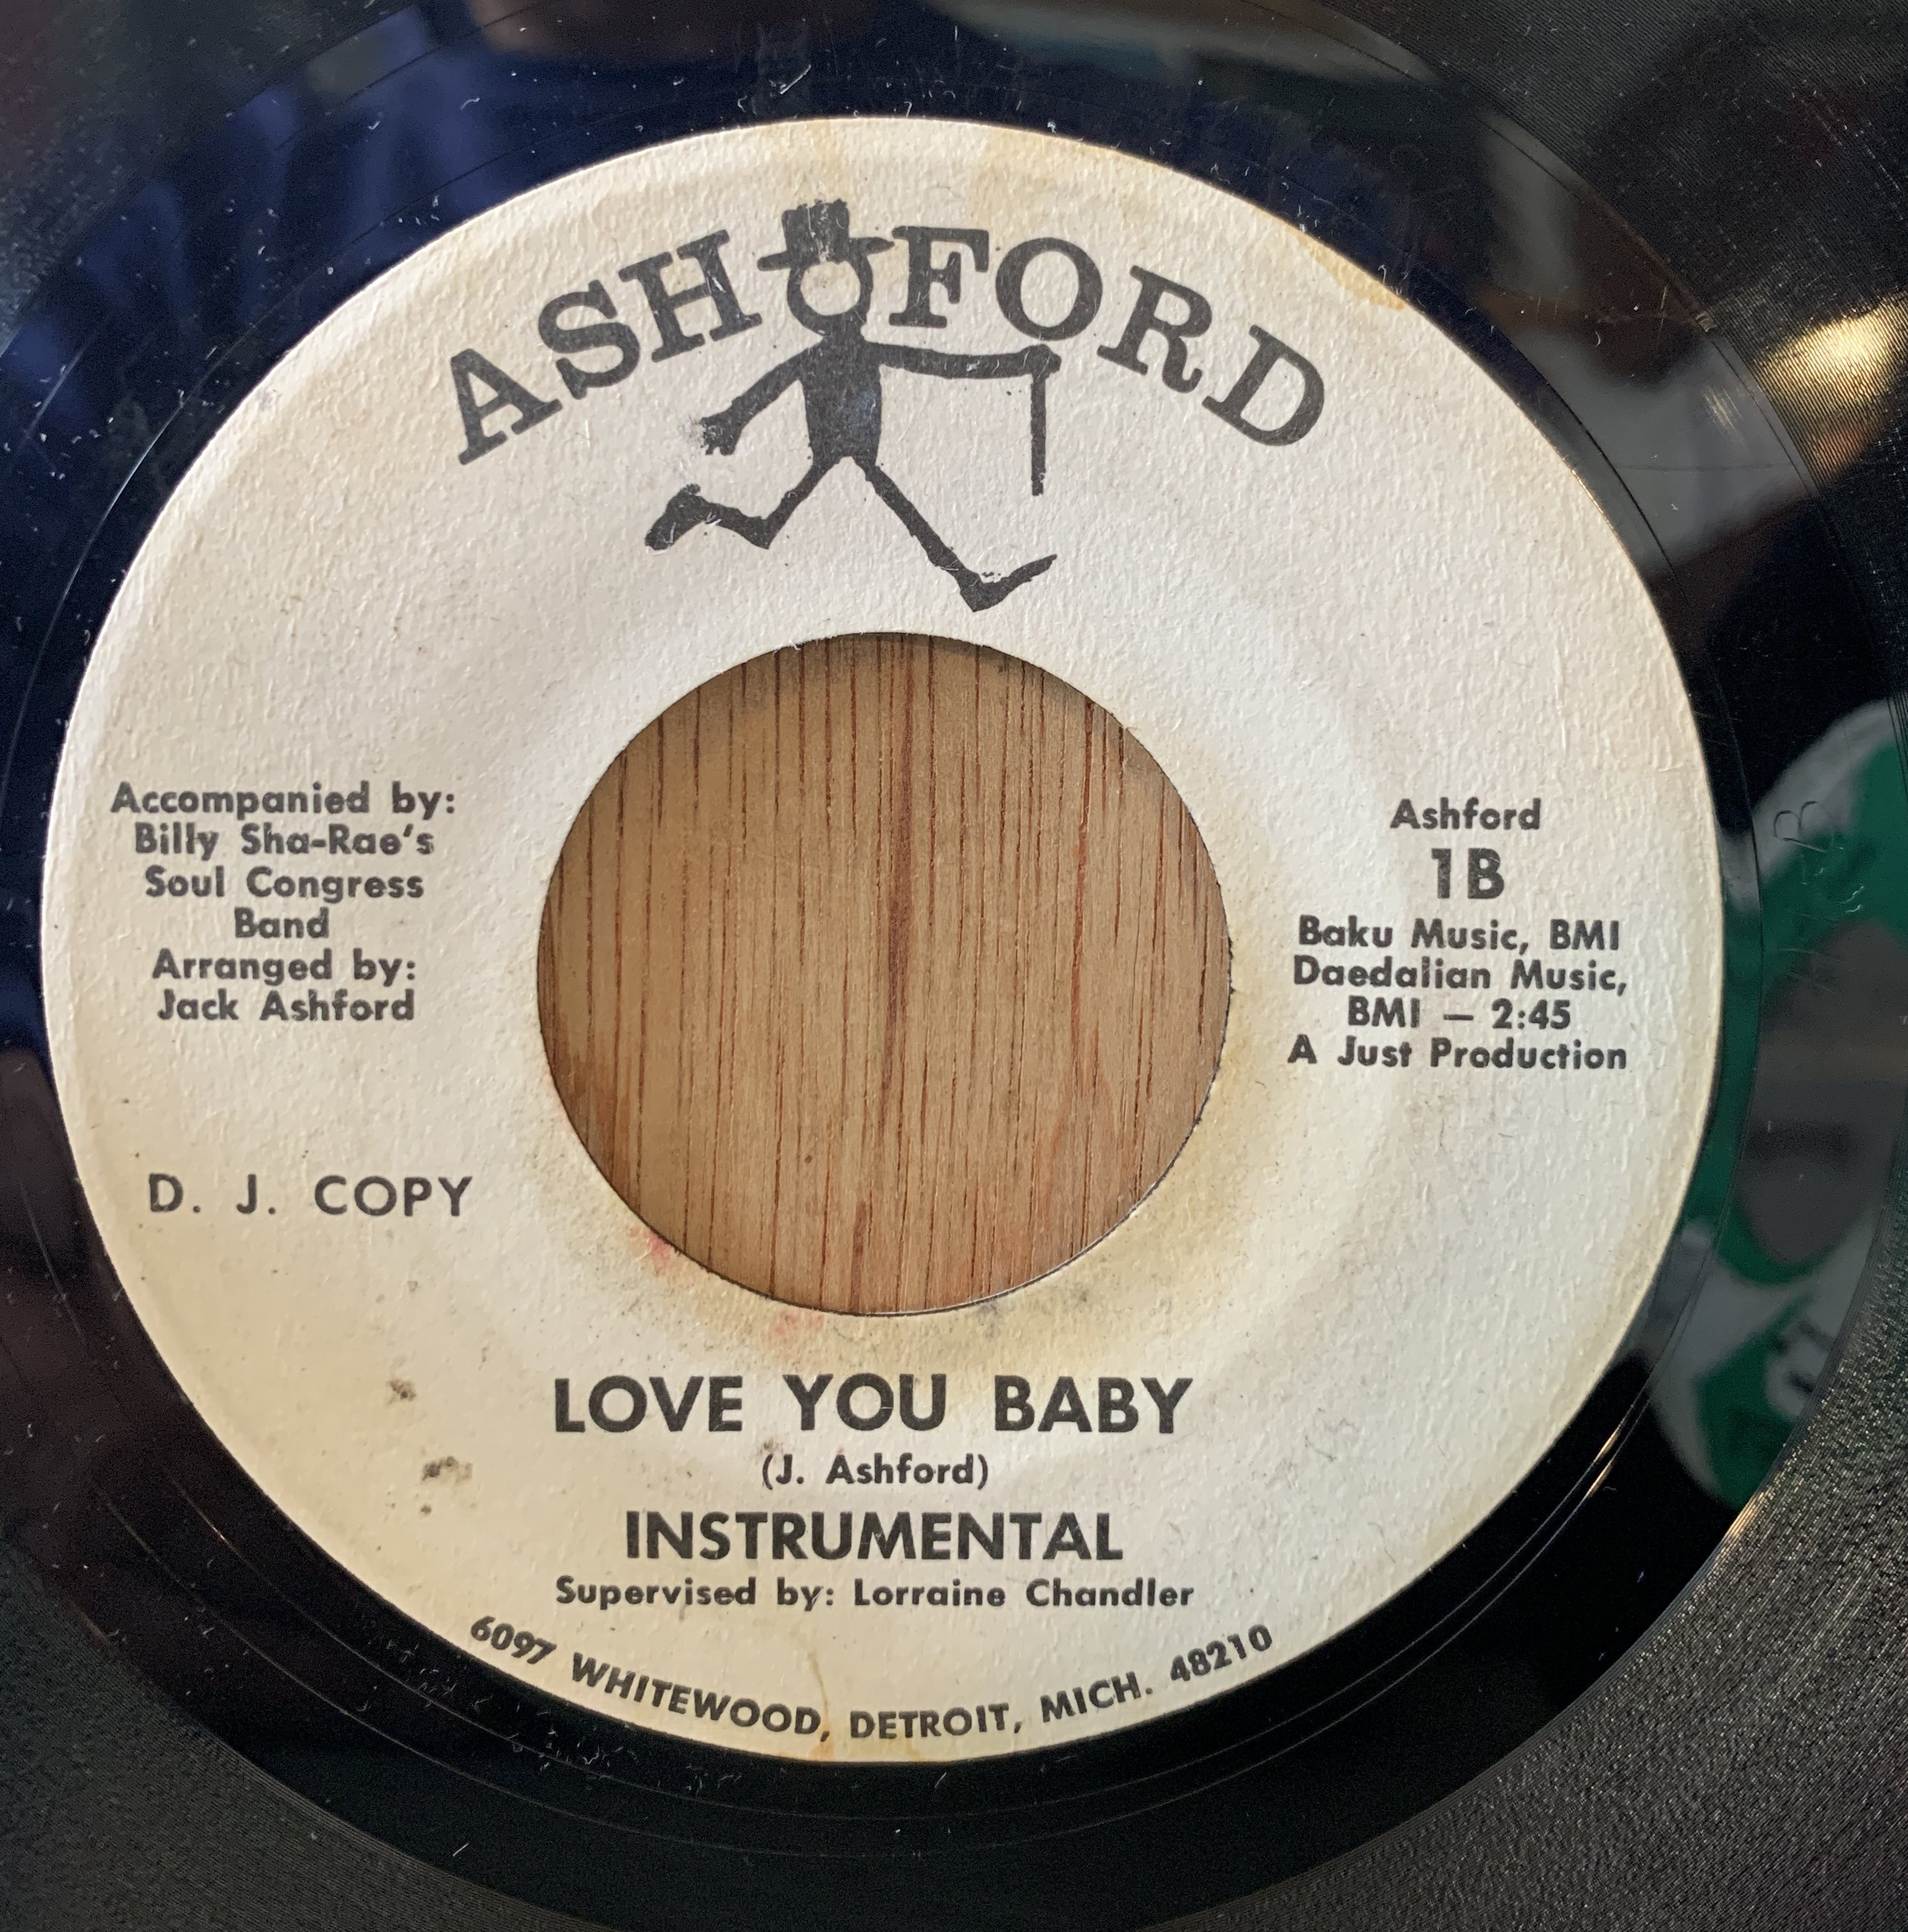 ASHFORD
Accompanied by:
Billy Sha-Rae's
Soul Congress
Band
Arranged by:
Jack Ashford
D. J. COPY
Ashford
1B
Baku Music, BMI
Daedalian Music,
BMI — 2:45
A Just Production
LOVE YOU BABY
(J. Ashford)
INSTRUMENTAL
Supervised by: Lorraine Chandler
6097 WHITEWOOD, DETROIT, MICH. 48210